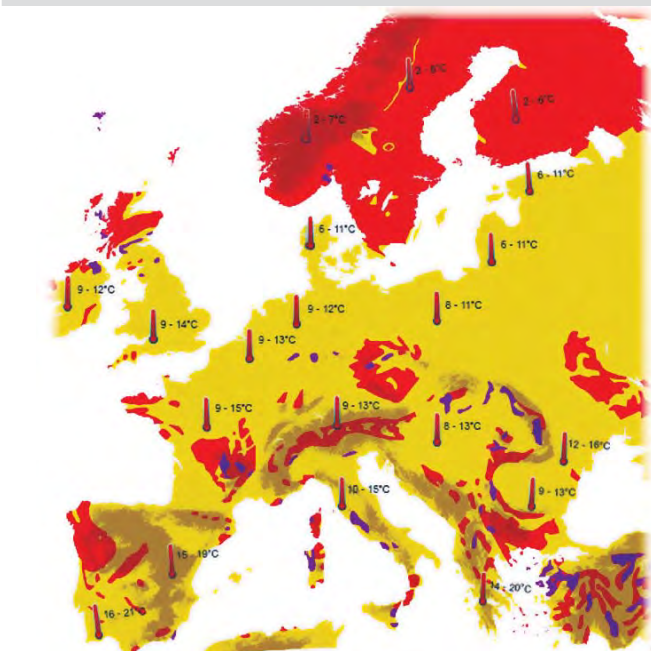 2 - 6°C
2 - 7°C
6 - 11°C
6 - 11°C
6 - 11°C
9 - 12°C
8 - 11°C
9 - 12°C
9 - 14°C
9 - 13°C
9 - 15°C
9 - 13°C
8 - 13°C
12 - 16°C
10 - 15°C
9 - 13°C
15 - 19°C
14 - 20°C
16 - 21°C